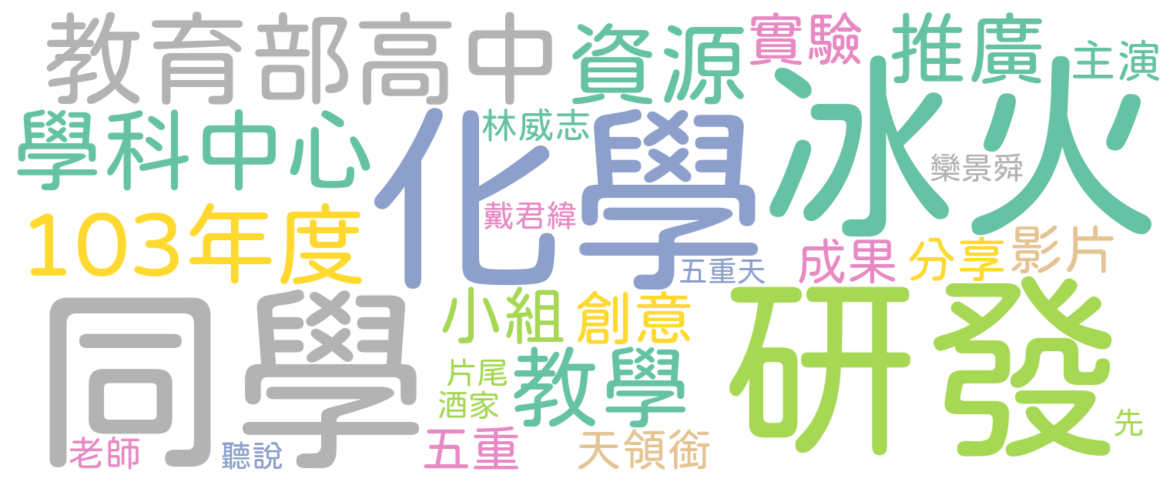 教育部高中
資源
實驗
推廣
主演
學科中心
化學
林威志
冰火
欒景舜
戴君緯
103年度
五重天
成果
分享
影片
同學
小組
創意
研發
片尾
教學
酒家
先
老師
聽說
五重
天領銜